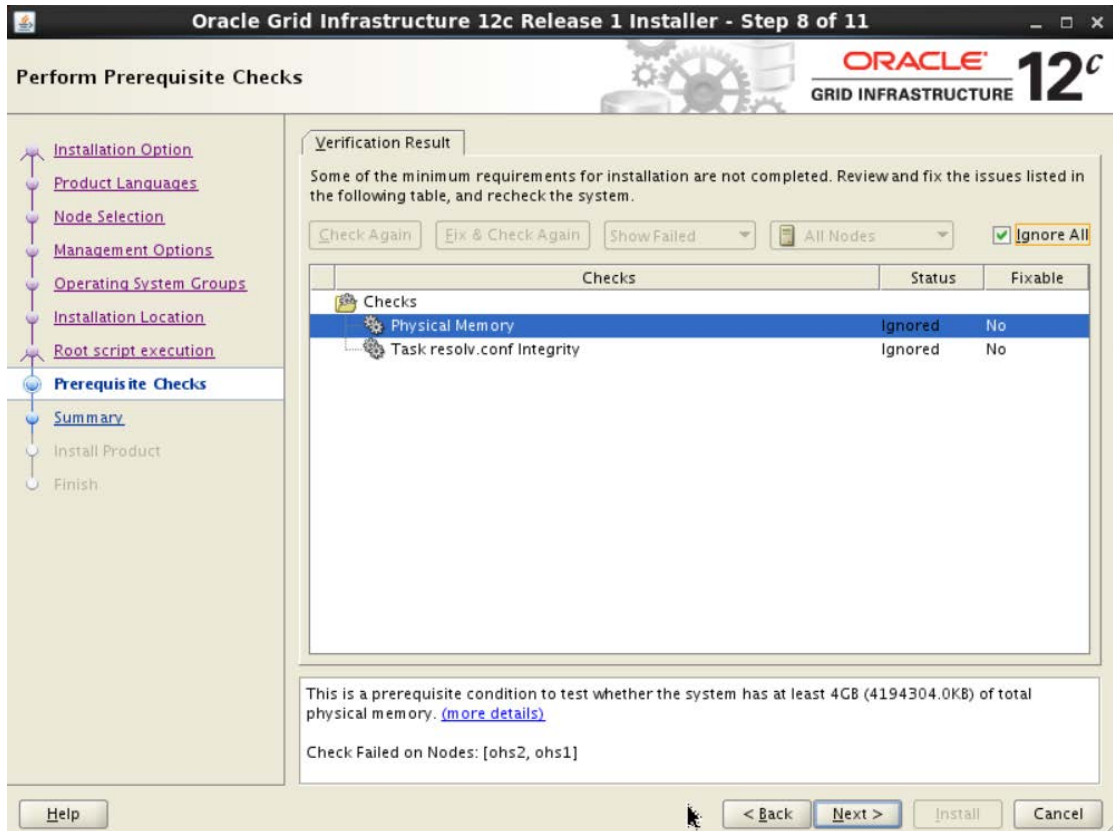 Oracle Grid Infrastructure 12c Release 1 Installer - Step 8 of 11
Perform Prerequisite Checks
ORACLE
GRID INFRASTRUCTURE
12c
Installation Option
Product Languages
Node Selection
Management Options
Operating System Groups
Installation Location
Root script execution
Prerequisite Checks
Summary
Install Product
Finish
Verification Result
Some of the minimum requirements for installation are not completed. Review and fix the issues listed in
the following table, and recheck the system.
Check Again Fix & Check Again Show Failed All Nodes Ignore All
Checks Status Fixable
Checks
Physical Memory Ignored No
Task resolv.conf Integrity Ignored No
This is a prerequisite condition to test whether the system has at least 4GB (4194304.0KB) of total
physical memory. (more details)
Check Failed on Nodes: [ohs2, ohs1]
Help < Back Next > Install Cancel